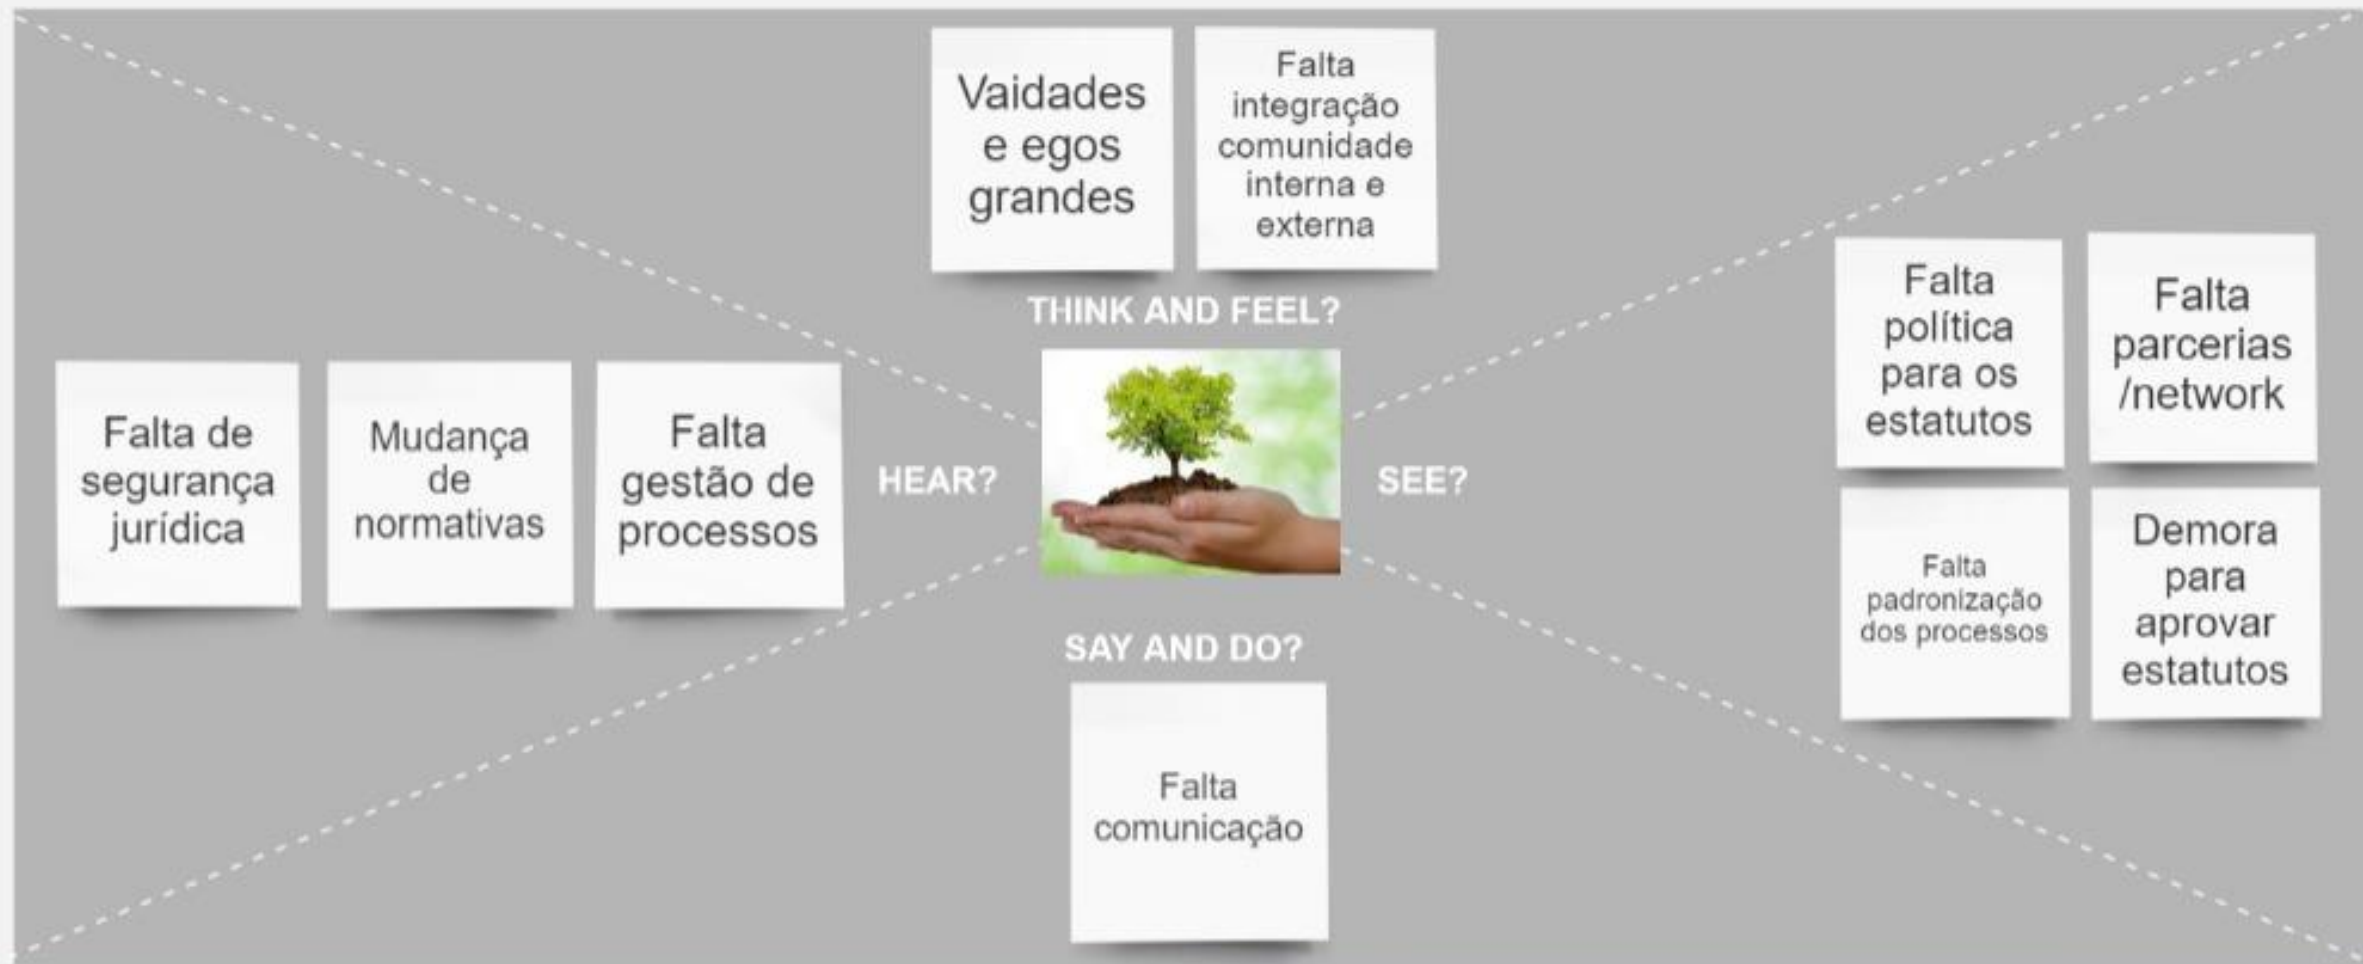 Vaidades
e egos
grandes
Falta
integração
comunidade
interna e
externa
THINK AND FEEL?
Falta de
segurança
jurídica
Mudança
de
normativas
Falta
gestão de
processos
HEAR?
SEE?
Falta
política
para os
estatutos
Falta
parcerias
/network
Falta
padronização
dos processos
Demora
para
aprovar
estatutos
SAY AND DO?
Falta
comunicação